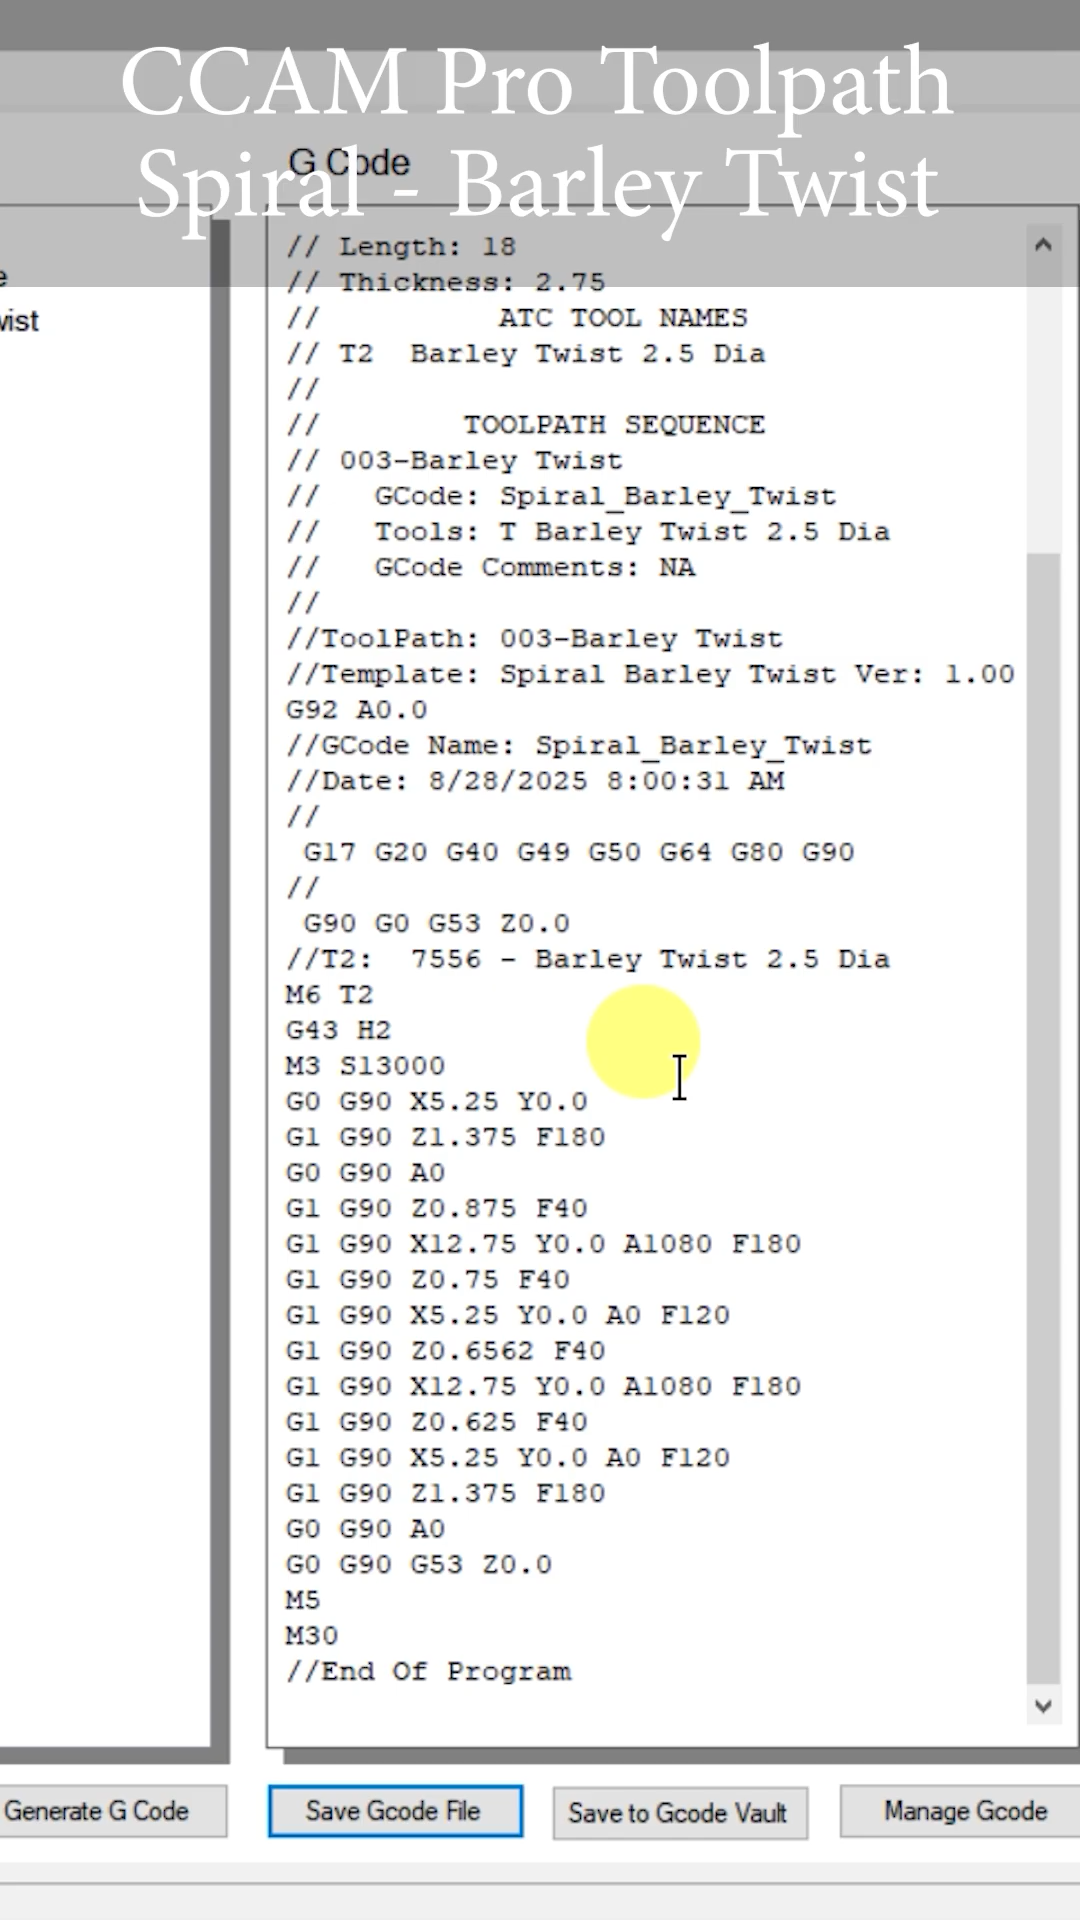 CCAM Pro Toolpath
Spiral - Barley Twist
G Code
// Length: 18
// Thickness: 2.75
// ATC TOOL NAMES
// T2 Barley Twist 2.5 Dia
//
// TOOLPATH SEQUENCE
// 003-Barley Twist
// GCode: Spiral_Barley_Twist
// Tools: T Barley Twist 2.5 Dia
// GCode Comments: NA
//
//ToolPath: 003-Barley Twist
//Template: Spiral Barley Twist Ver: 1.00
G92 A0.0
//GCode Name: Spiral_Barley_Twist
//Date: 8/28/2025 8:00:31 AM
//
G17 G20 G40 G49 G50 G64 G80 G90
//
G90 G0 G53 Z0.0
//T2: 7556 - Barley Twist 2.5 Dia
M6 T2
G43 H2
M3 S13000
G0 G90 X5.25 Y0.0
G1 G90 Z1.375 F180
G0 G90 A0
G1 G90 Z0.875 F40
G1 G90 X12.75 Y0.0 A1080 F180
G1 G90 Z0.75 F40
G1 G90 X5.25 Y0.0 A0 F120
G1 G90 Z0.6562 F40
G1 G90 X12.75 Y0.0 A1080 F180
G1 G90 Z0.625 F40
G1 G90 X5.25 Y0.0 A0 F120
G1 G90 Z1.375 F180
G0 G90 A0
G0 G90 G53 Z0.0
M5
M30
//End Of Program
Generate G Code
Save Gcode File
Save to Gcode Vault
Manage Gcode